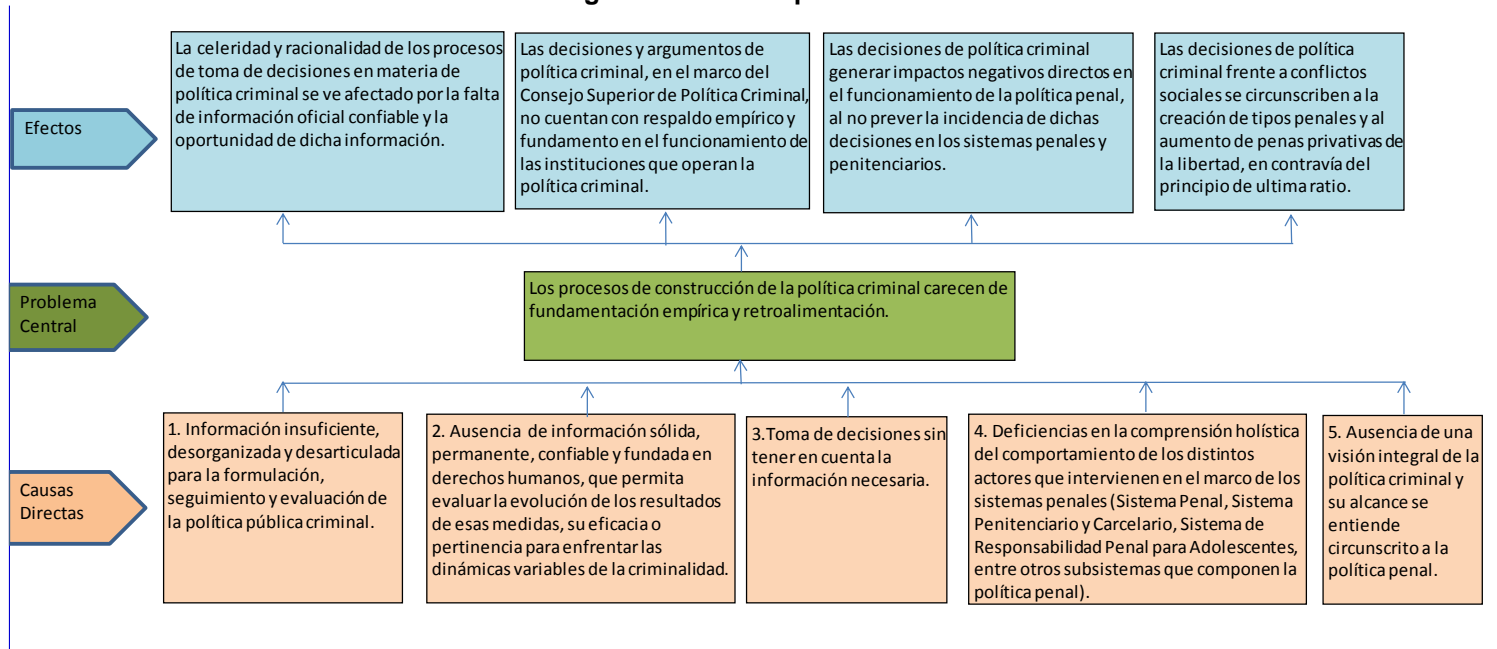 Efectos
La celeridad y racionalidad de los procesos
de toma de decisiones en materia de
política criminal se ve afectado por la falta
de información oficial confiable y la
oportunidad de dicha información.
Las decisiones y argumentos de
política criminal, en el marco del
Consejo Superior de Política Criminal,
no cuentan con respaldo empírico y
fundamento en el funcionamiento de
las instituciones que operan la
política criminal.
Las decisiones de política criminal
generar impactos negativos directos en
el funcionamiento de la política penal,
al no prever la incidencia de dichas
decisiones en los sistemas penales y
penitenciarios.
Las decisiones de política
criminal frente a conflictos
sociales se circunscriben a la
creación de tipos penales y al
aumento de penas privativas de
la libertad, en contravía del
principio de ultima ratio.
Problema
Central
Los procesos de construcción de la política criminal carecen de
fundamentación empírica y retroalimentación.
Causas
Directas
1. Información insuficiente,
desorganizada y desarticulada
para la formulación,
seguimiento y evaluación de
la política pública criminal.
2. Ausencia de información sólida,
permanente, confiable y fundada en
derechos humanos, que permita
evaluar la evolución de los resultados
de esas medidas, su eficacia o
pertinencia para enfrentar las
dinámicas variables de la criminalidad.
3.Toma de decisiones sin
tener en cuenta la
información necesaria.
4. Deficiencias en la comprensión holística
del comportamiento de los distintos
actores que intervienen en el marco de los
sistemas penales (Sistema Penal, Sistema
Penitenciario y Carcelario, Sistema de
Responsabilidad Penal para Adolescentes,
entre otros subsistemas que componen la
política penal).
5. Ausencia de una
visión integral de la
política criminal y
su alcance se
entiende
circunscrito a la
política penal.